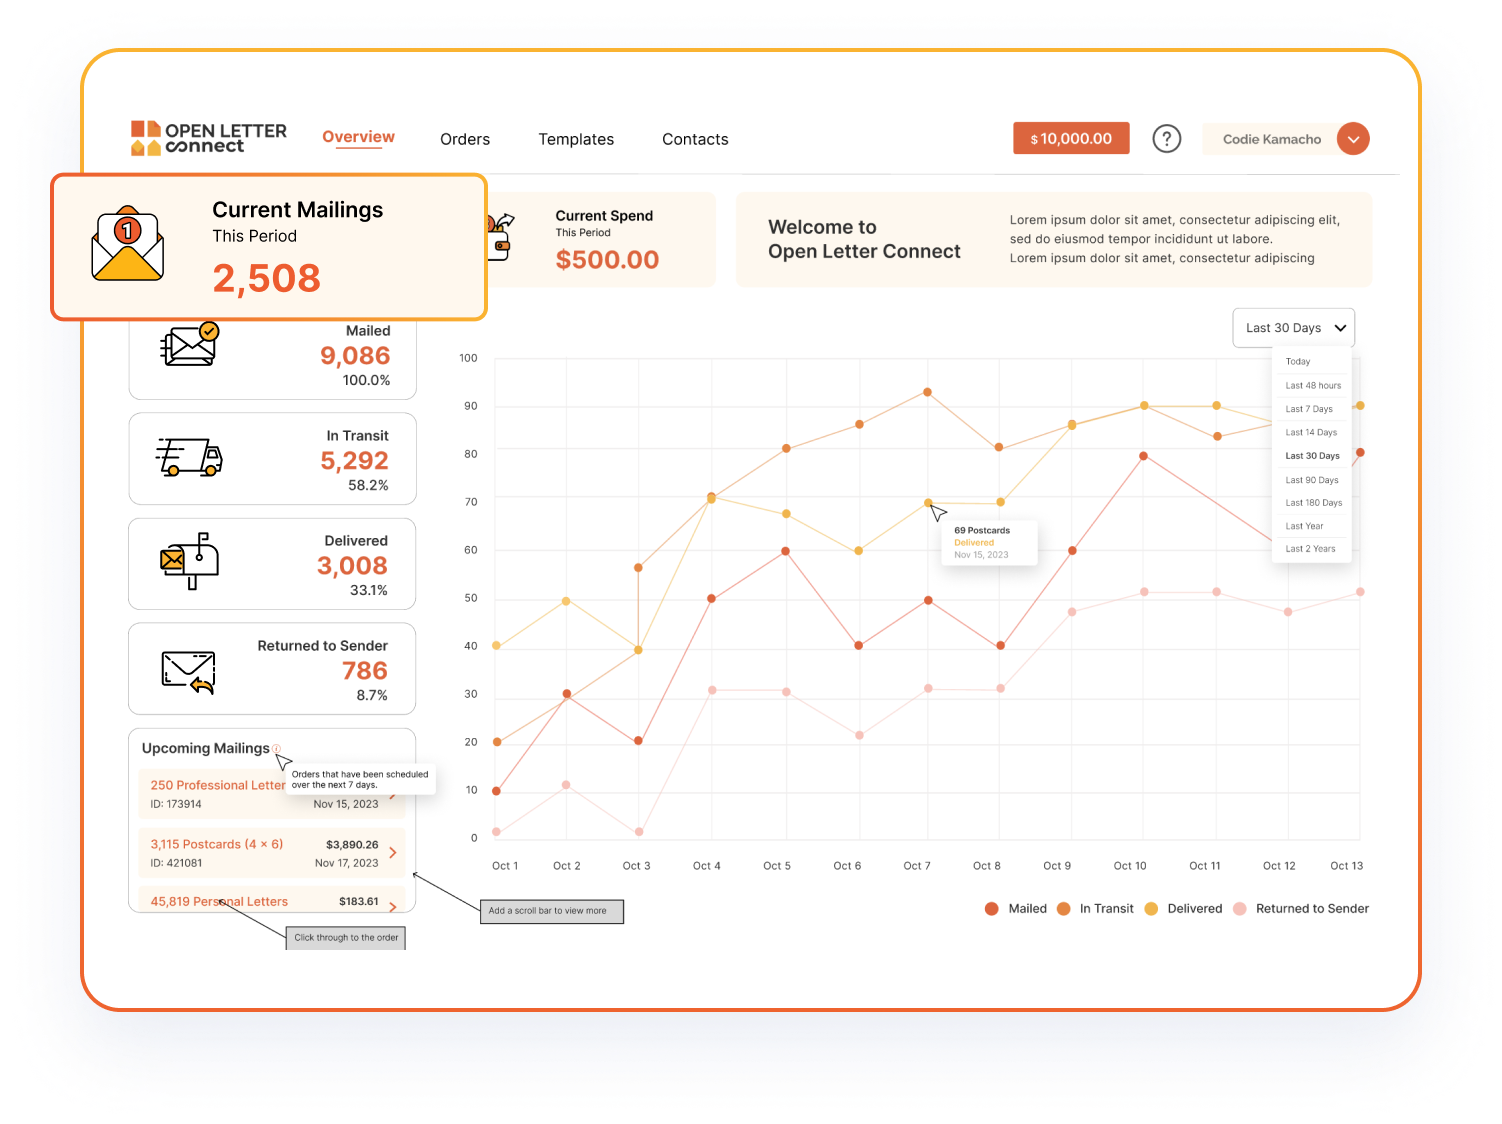 OPEN LETTER
connect
Overview
Orders
Templates
Contacts
$ 10,000.00
?
Codie Kamacho
1
Current Mailings
This Period
2,508
Current Spend
This Period
$500.00
Welcome to
Open Letter Connect
Lorem ipsum dolor sit amet, consectetur adipiscing elit,
sed do eiusmod tempor incididunt ut labore.
Lorem ipsum dolor sit amet, consectetur adipiscing
Mailed
9,086
100.0%
In Transit
5,292
58.2%
Delivered
3,008
33.1%
Returned to Sender
786
8.7%
Upcoming Mailings
Orders that have been scheduled
over the next 7 days.
250 Professional Letter
ID: 173914 Nov 15, 2023
3,115 Postcards (4 × 6) $3,890.26
ID: 421081 Nov 17, 2023
45,819 Personal Letters $183.61
Click through to the order
Add a scroll bar to view more
Last 30 Days
Today
Last 48 hours
Last 7 Days
Last 14 Days
Last 30 Days
Last 90 Days
Last 180 Days
Last Year
Last 2 Years
100
90
80
70
60
50
40
30
20
10
0
69 Postcards
Delivered
Nov 15, 2023
Oct 1 Oct 2 Oct 3 Oct 4 Oct 5 Oct 6 Oct 7 Oct 8 Oct 9 Oct 10 Oct 11 Oct 12 Oct 13
Mailed In Transit Delivered Returned to Sender